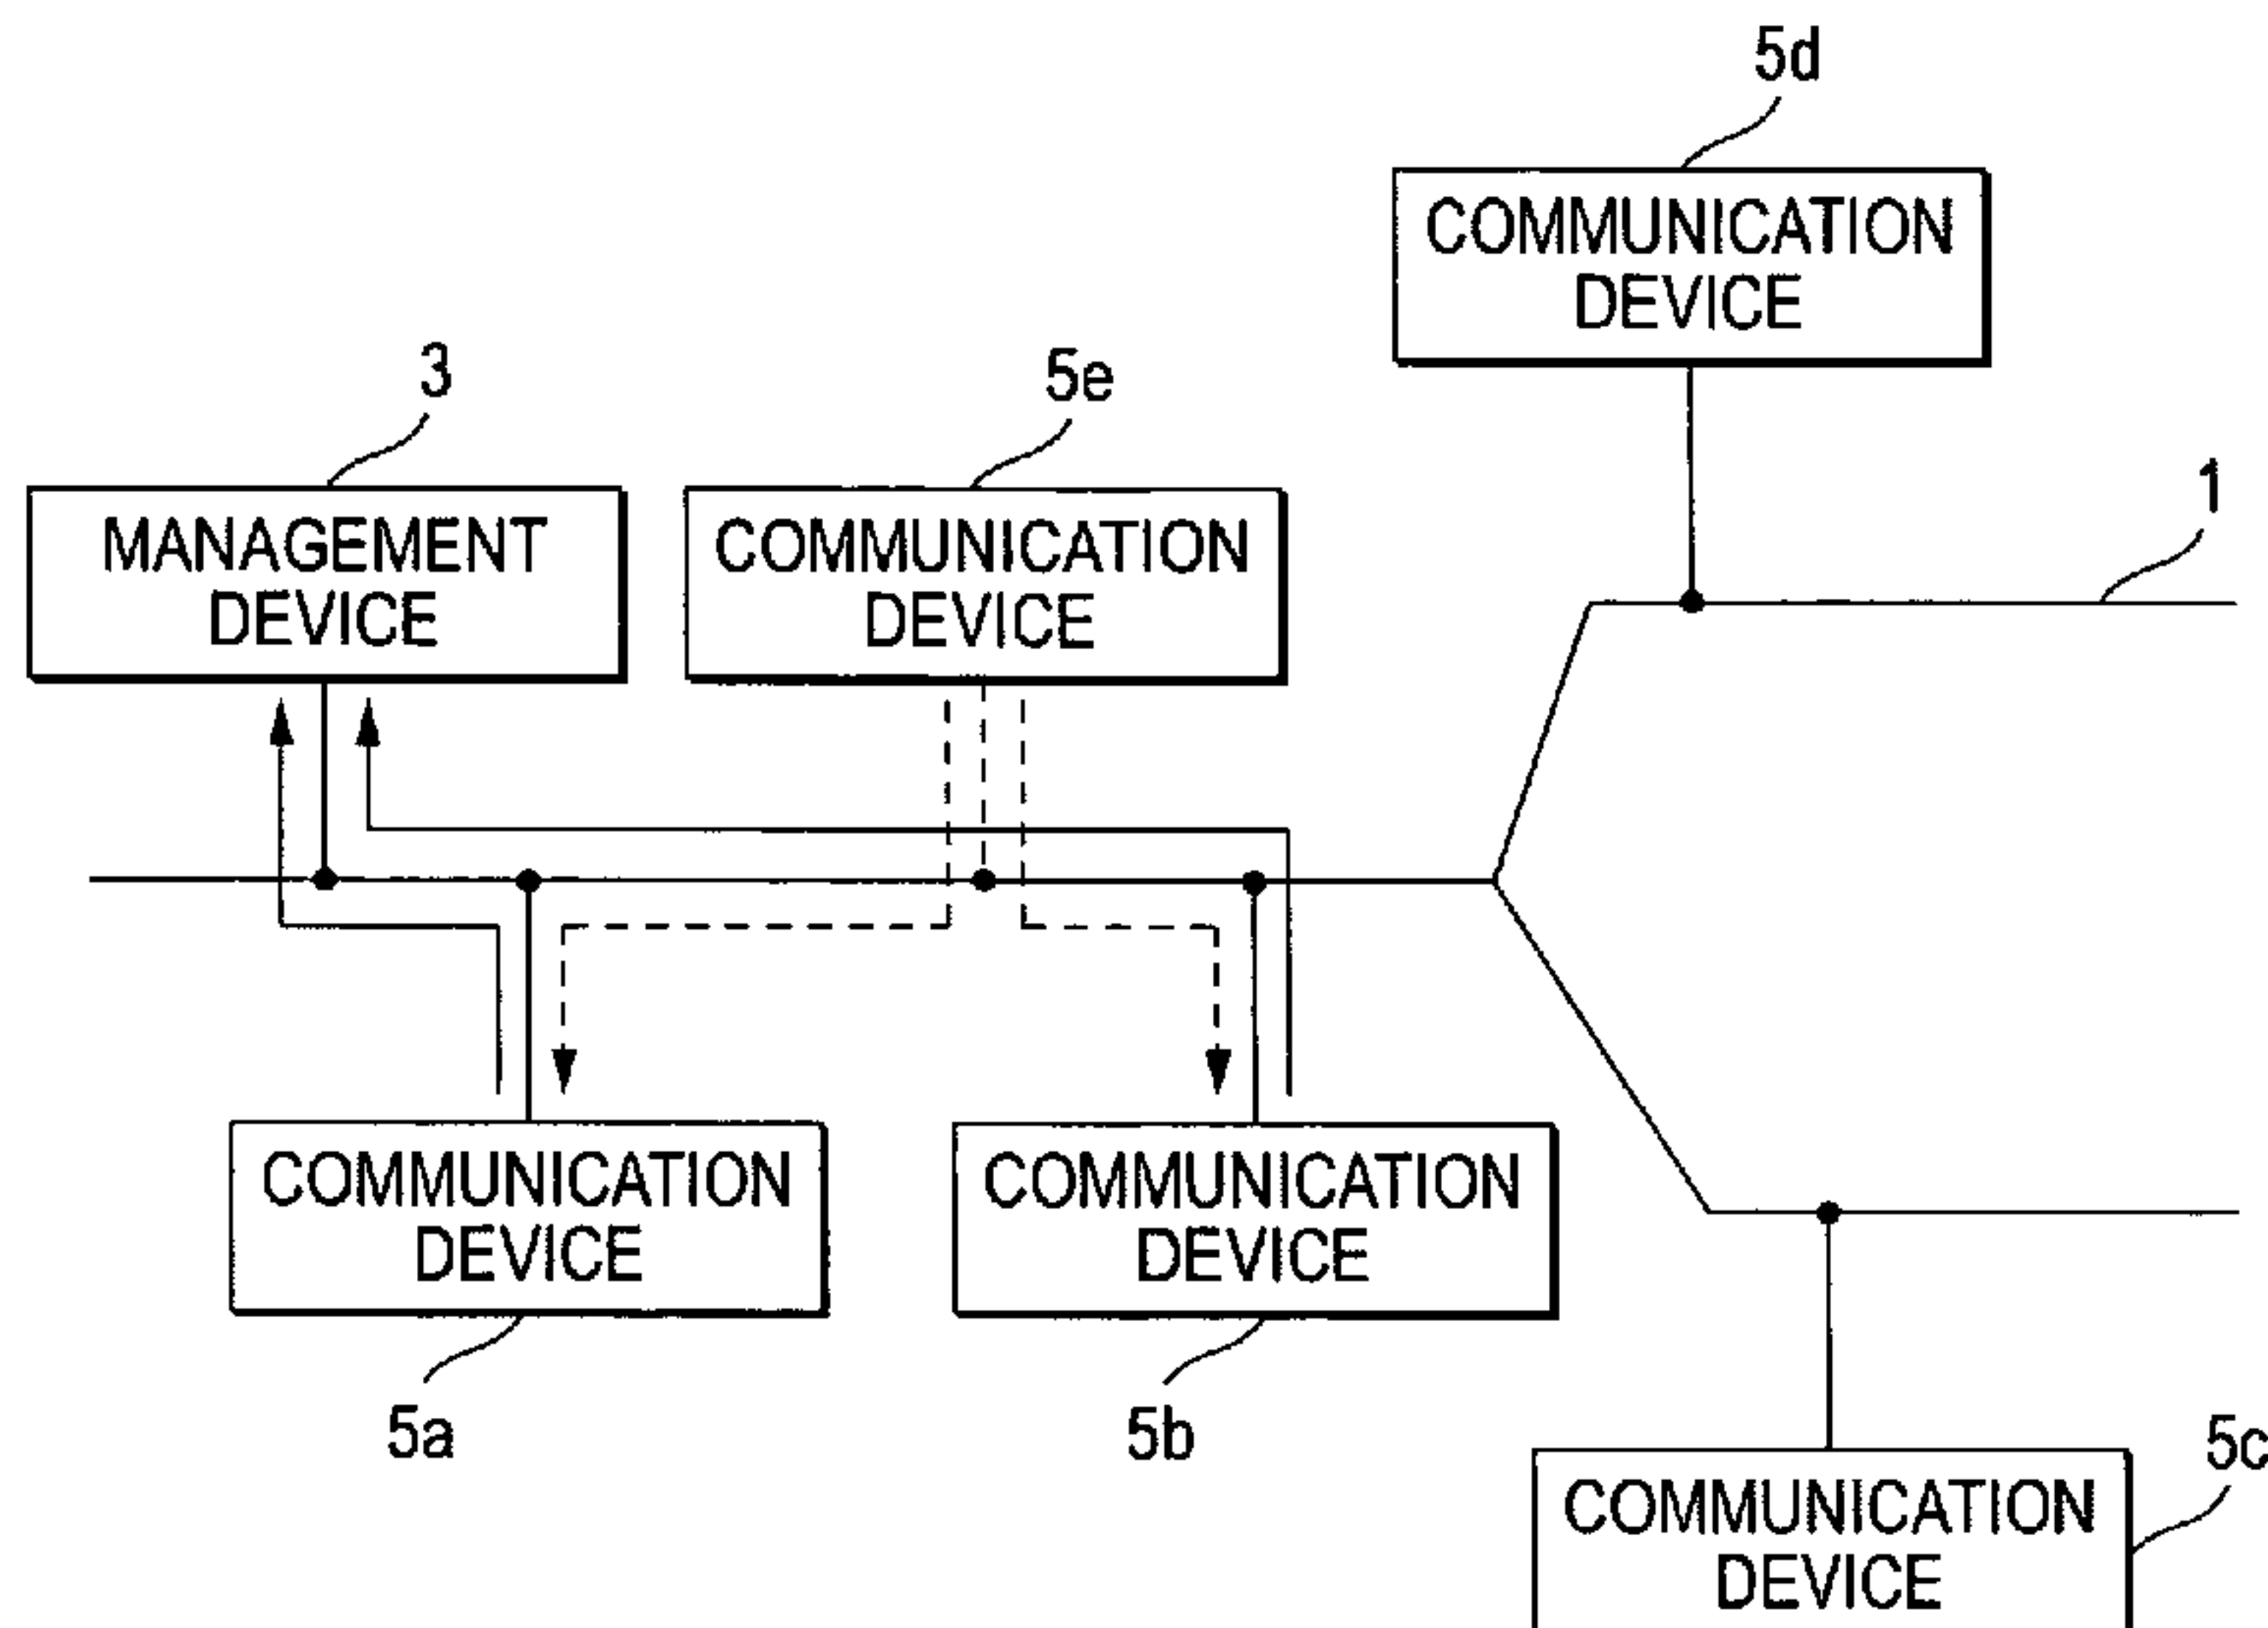 5d
COMMUNICATION
DEVICE
3
5e
1
MANAGEMENT
DEVICE
COMMUNICATION
DEVICE
COMMUNICATION
DEVICE
COMMUNICATION
DEVICE
5a
5b
5c
COMMUNICATION
DEVICE